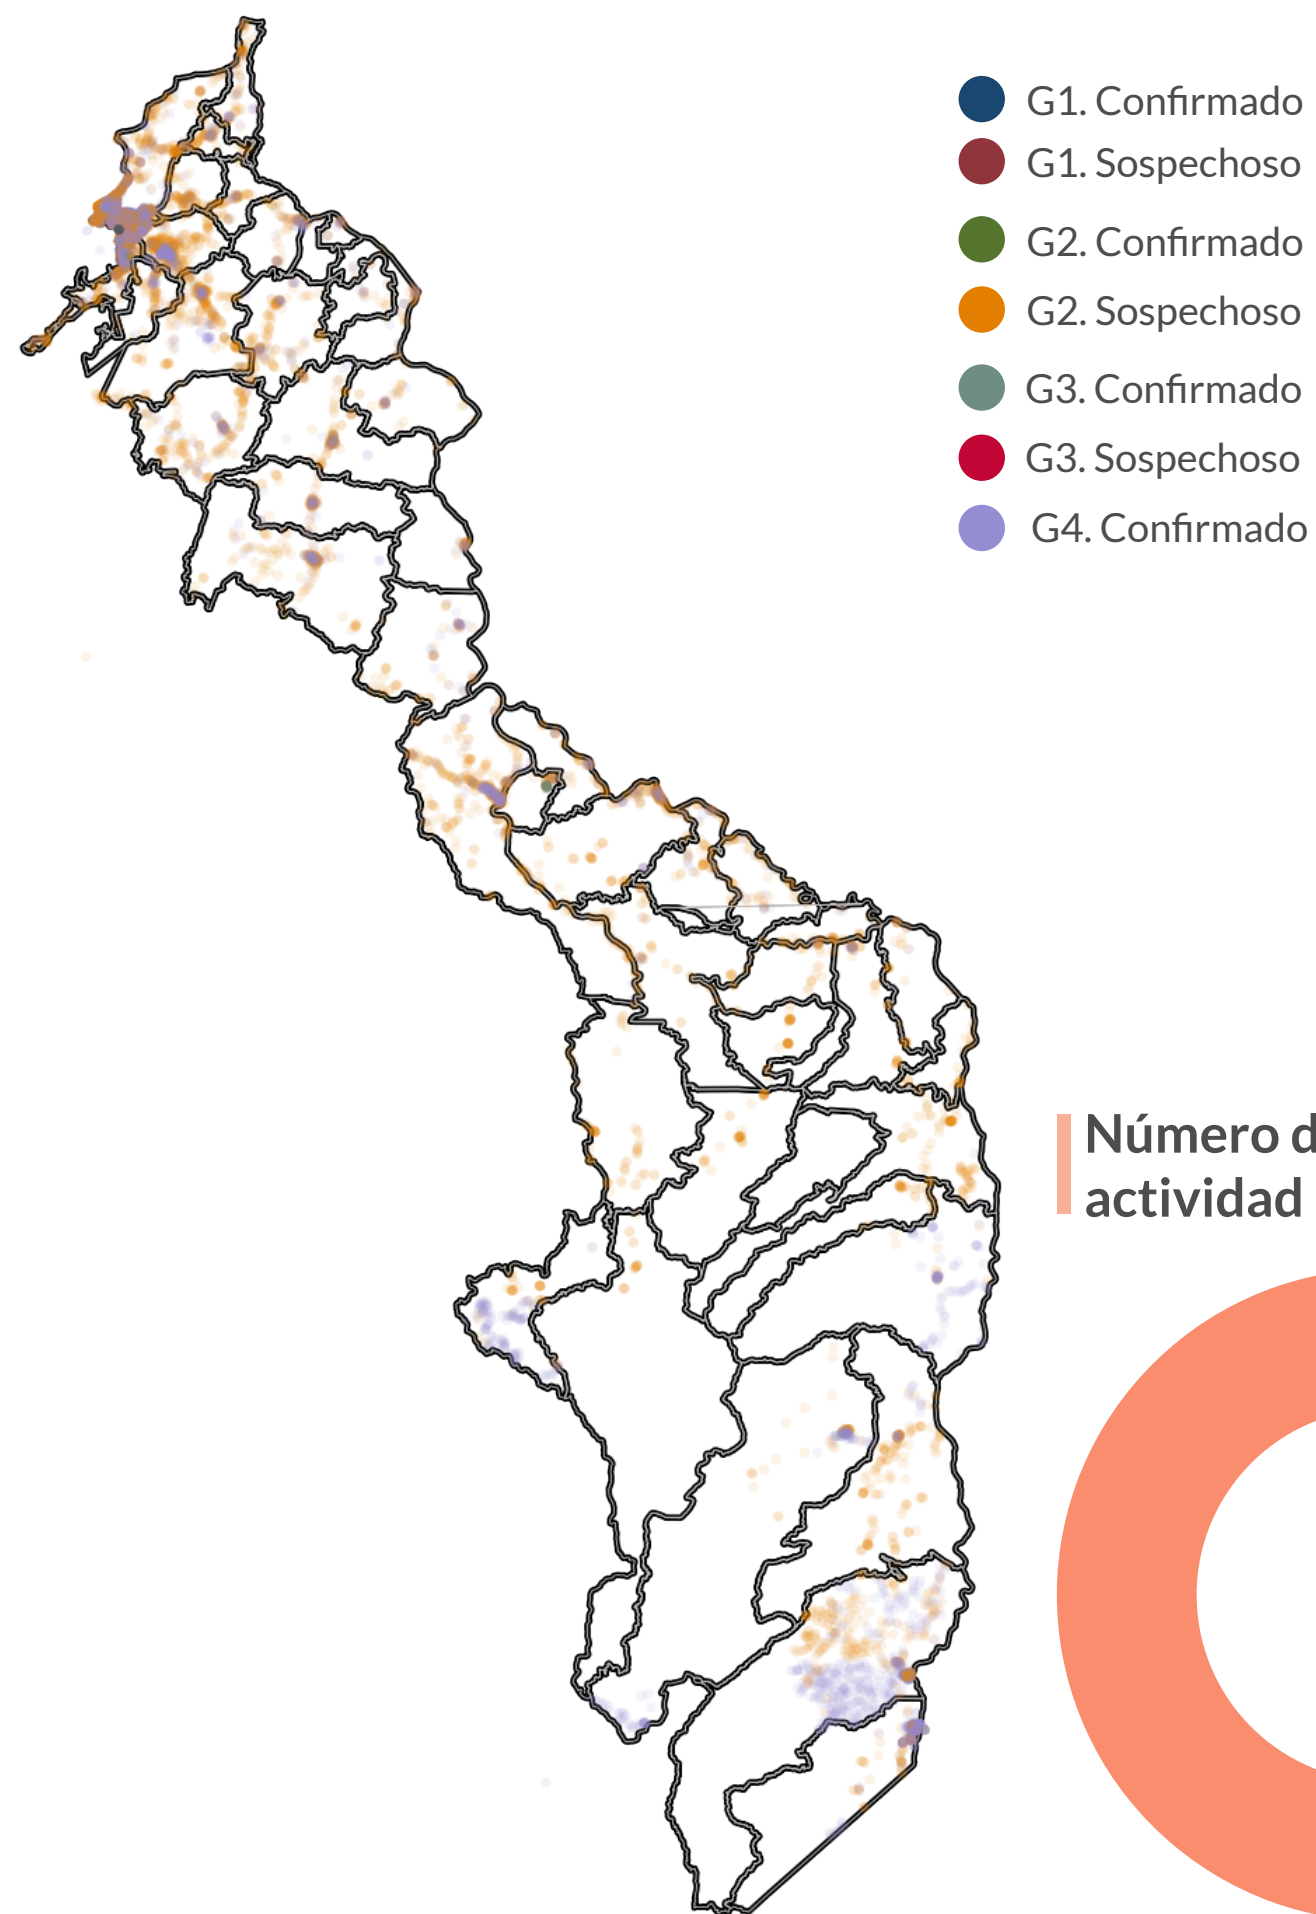 G1. Confirmado
G1. Sospechoso
G2. Confirmado
G2. Sospechoso
G3. Confirmado
G3. Sospechoso
G4. Confirmado
Número d
actividad